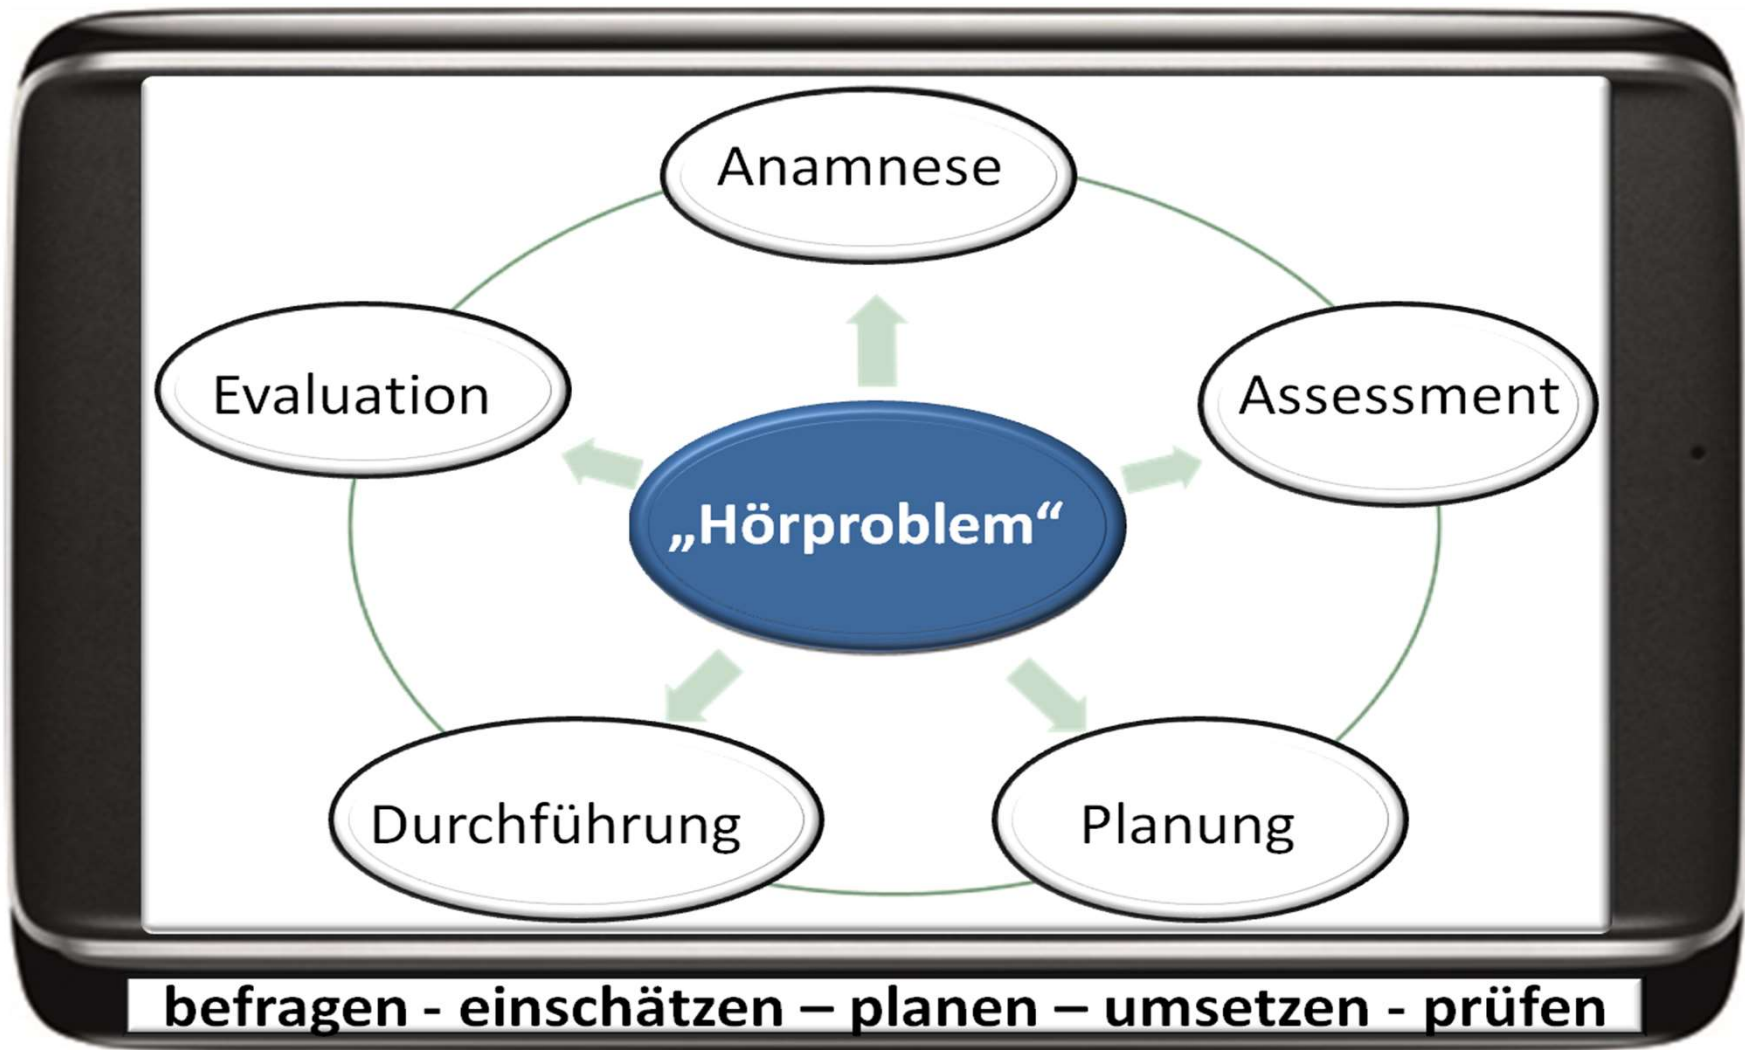 Anamnese
Evaluation
Assessment
„Hörproblem“
Durchführung
Planung
befragen - einschätzen – planen – umsetzen - prüfen